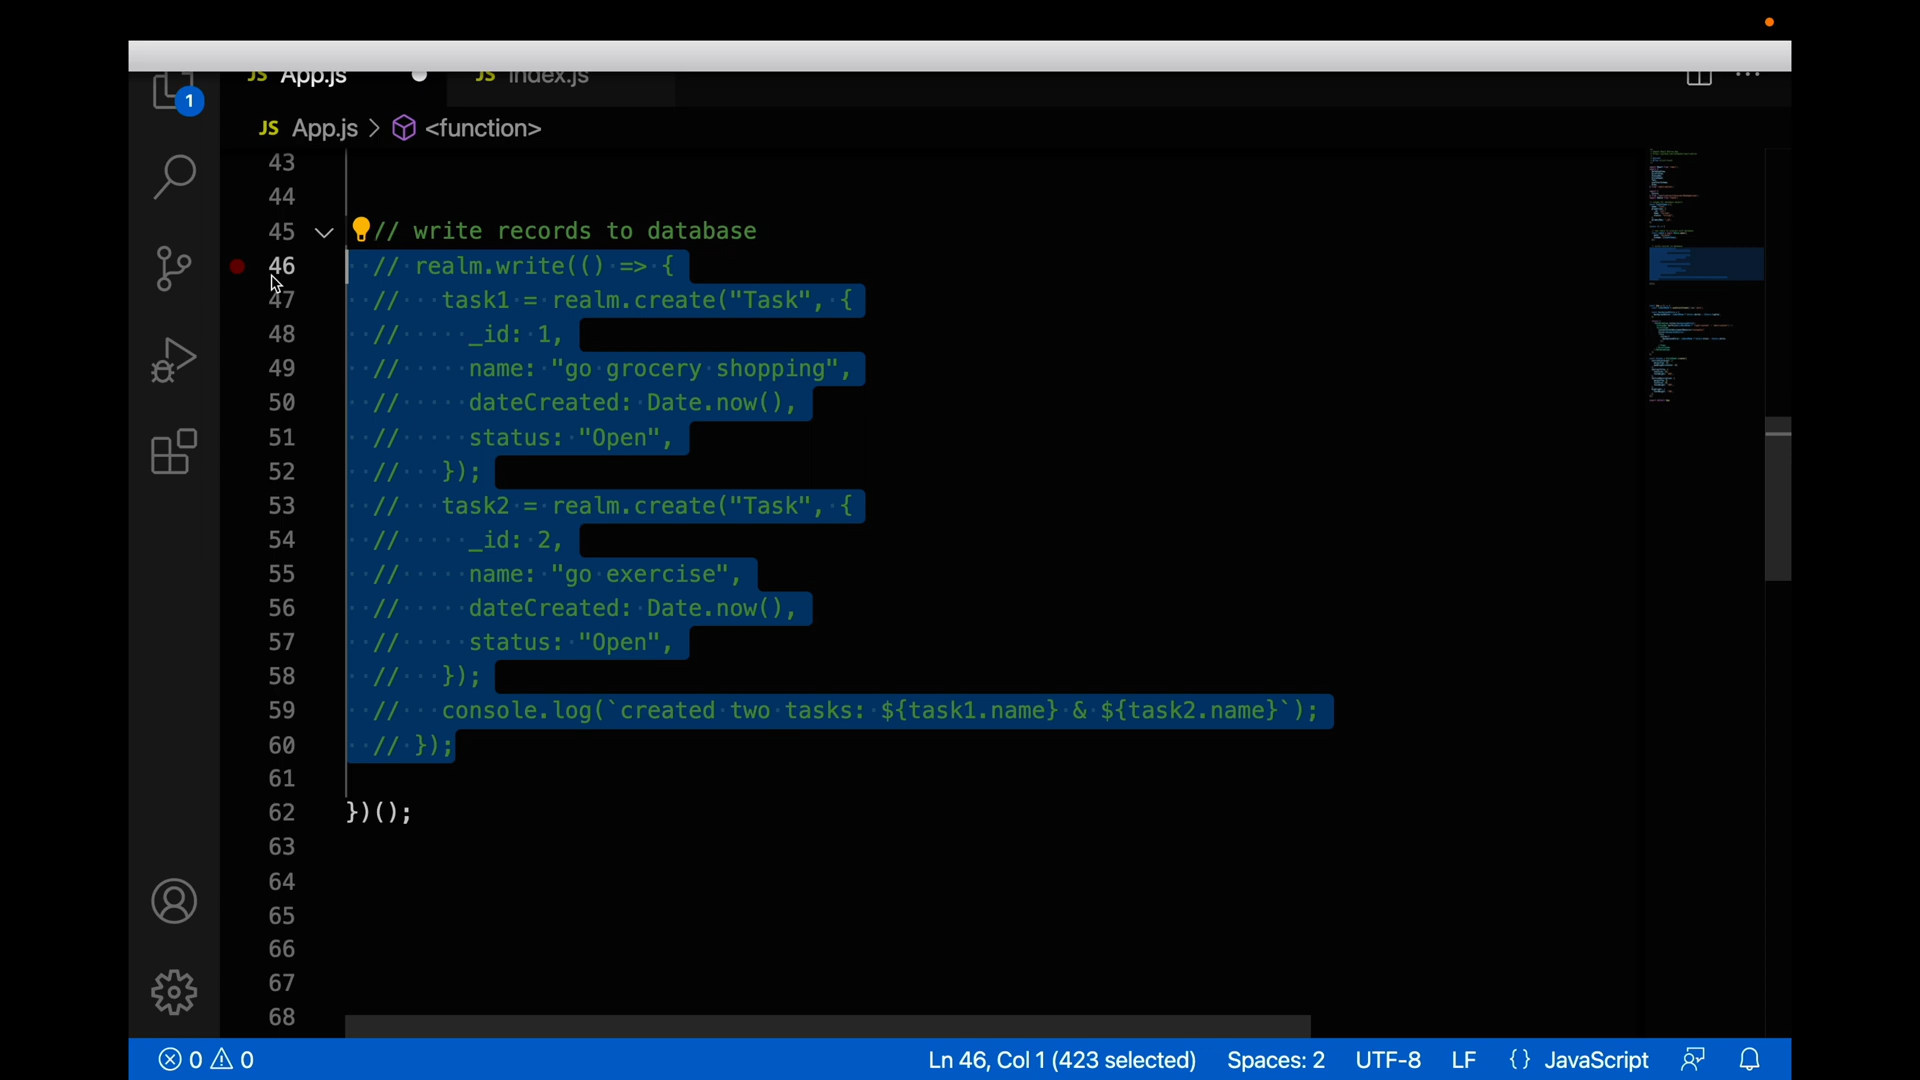 JS App.js JS index.js
1
JS App.js > <function>
43
44
45 // write records to database
46 // realm.write(() => {
47 //   task1 = realm.create("Task", {
48 //     _id: 1,
49 //     name: "go grocery shopping",
50 //     dateCreated: Date.now(),
51 //     status: "Open",
52 //   });
53 //   task2 = realm.create("Task", {
54 //     _id: 2,
55 //     name: "go exercise",
56 //     dateCreated: Date.now(),
57 //     status: "Open",
58 //   });
59 //   console.log(`created two tasks: ${task1.name} & ${task2.name}`);
60 // });
61
62 })();
63
64
65
66
67
68
0 0 Ln 46, Col 1 (423 selected) Spaces: 2 UTF-8 LF {} JavaScript